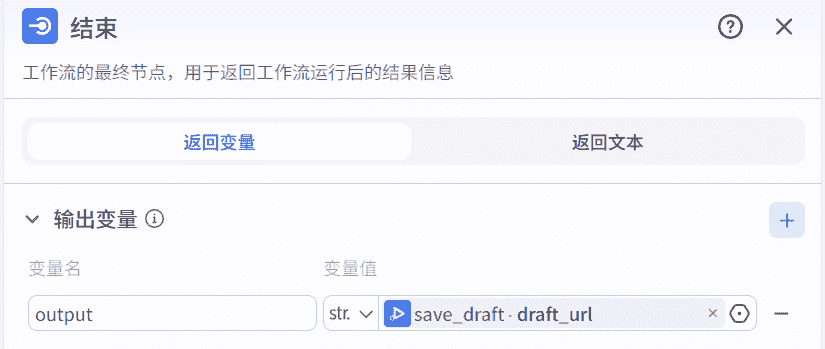 结束
工作流的最终节点，用于返回工作流运行后的结果信息
返回变量 返回文本
输出变量
变量名 变量值
output str. save_draft · draft_url